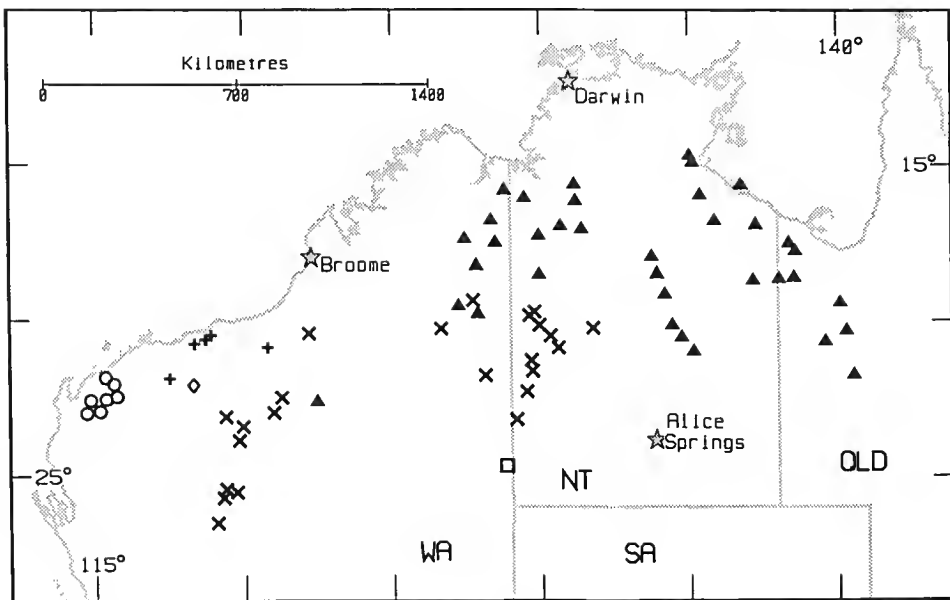 140°
Kilometres
0 700 1400
Darwin
15°
Broome
Alice
Springs
QLD
25°
NT
WA
SA
115°